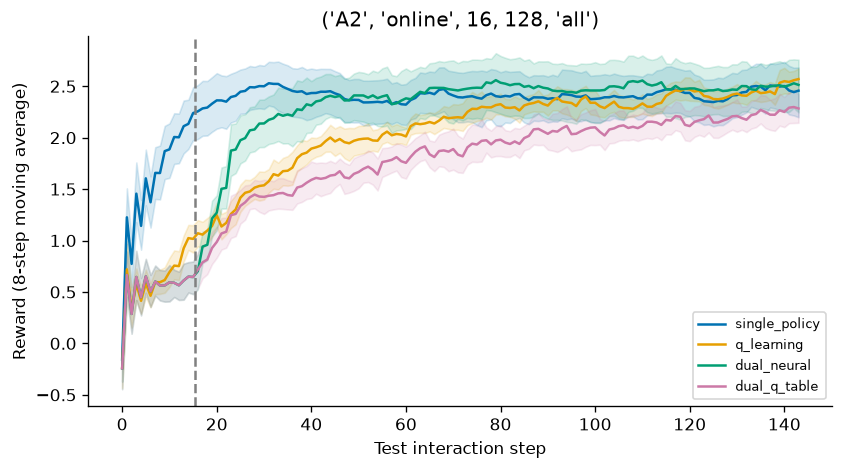 ('A2', 'online', 16, 128, 'all')
Reward (8-step moving average)
2.5
2.0
1.5
1.0
0.5
0.0
−0.5
0 20 40 60 80 100 120 140
Test interaction step
single_policy
q_learning
dual_neural
dual_q_table